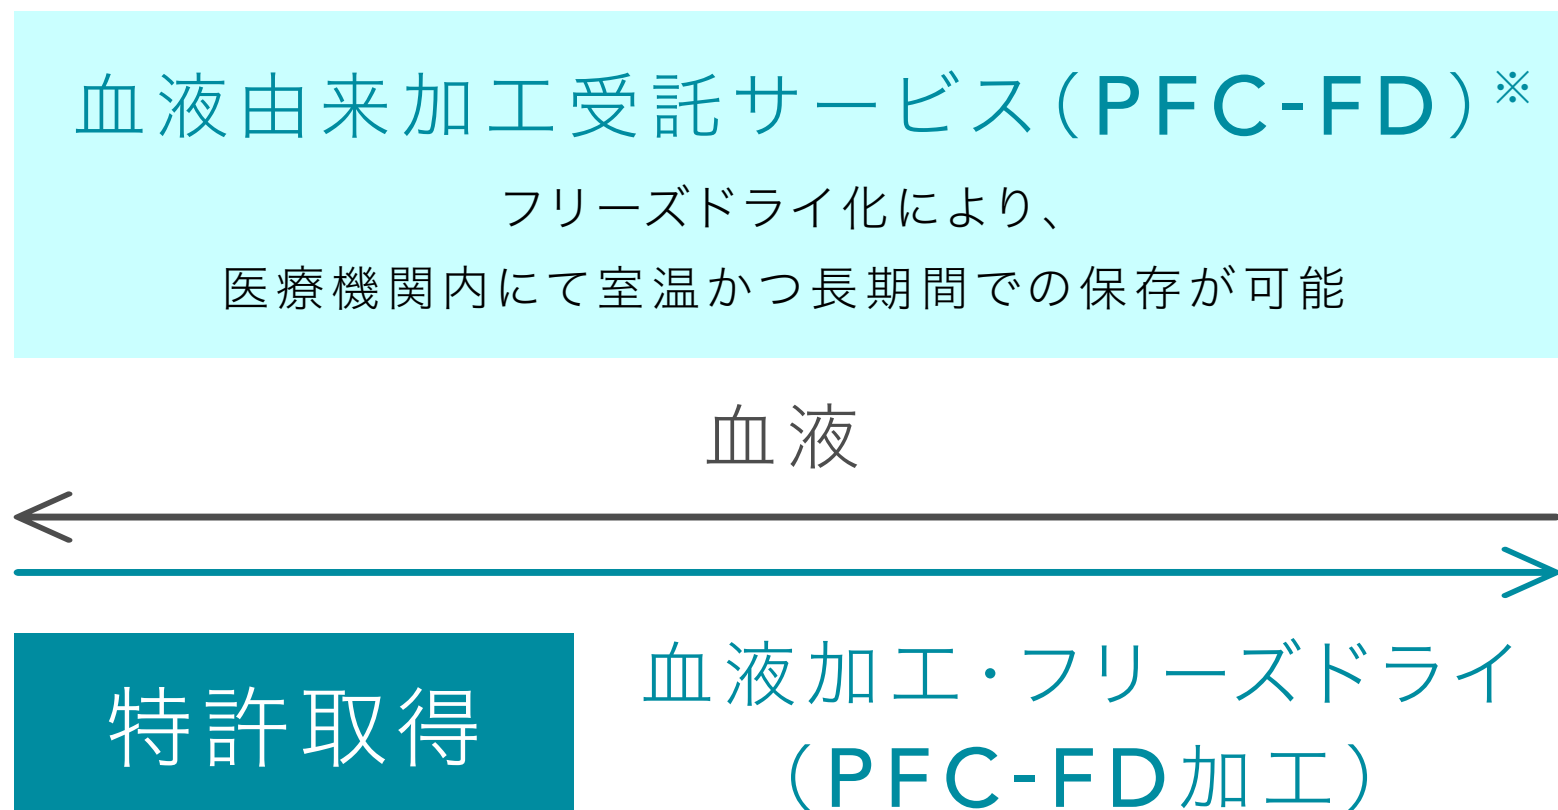 血液由来加工受託サービス(PFC-FD)※
フリーズドライ化により、
医療機関内にて室温かつ長期間での保存が可能
血液
特許取得
血液加工・フリーズドライ
(PFC-FD加工)